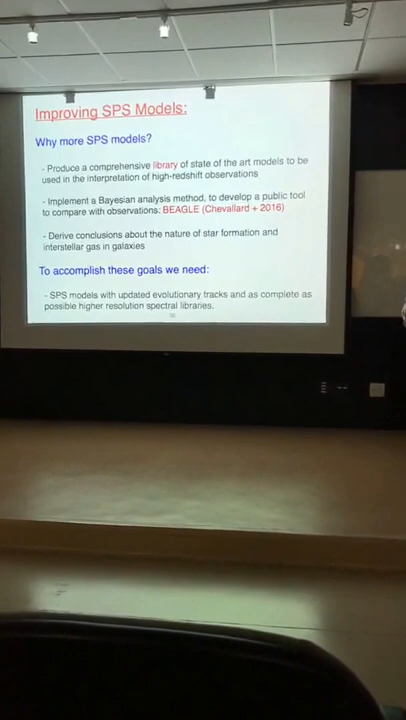 Improving SPS Models:
Why more SPS models?
- Produce a comprehensive library of state of the art models to be
used in the interpretation of high-redshift observations
- Implement a Bayesian analysis method, to develop a public tool
to compare with observations: BEAGLE (Chevallard + 2016)
- Derive conclusions about the nature of star formation and
interstellar gas in galaxies
To accomplish these goals we need:
- SPS models with updated evolutionary tracks and as complete as
possible higher resolution spectral libraries.